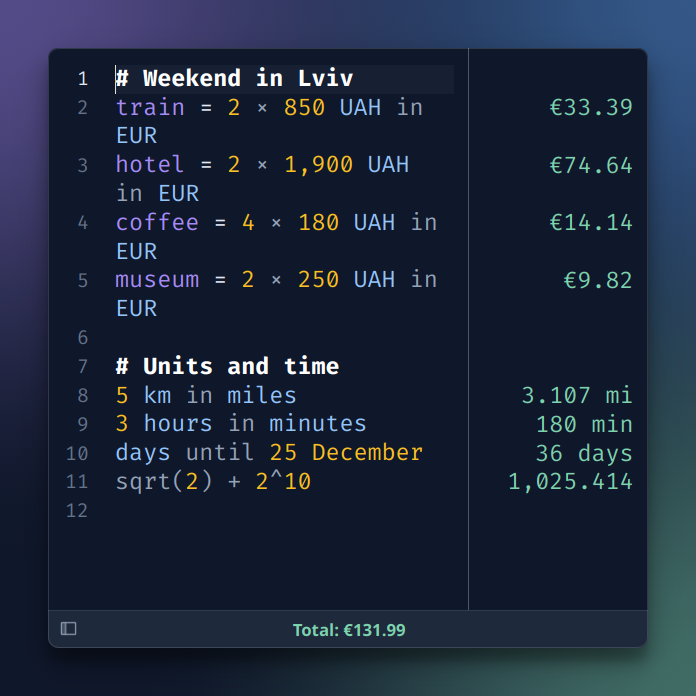 1 # Weekend in Lviv
2 train = 2 × 850 UAH in €33.39
EUR
3 hotel = 2 × 1,900 UAH €74.64
in EUR
4 coffee = 4 × 180 UAH in €14.14
EUR
5 museum = 2 × 250 UAH in €9.82
EUR
6
7 # Units and time
8 5 km in miles 3.107 mi
9 3 hours in minutes 180 min
10 days until 25 December 36 days
11 sqrt(2) + 2^10 1,025.414
12
Total: €131.99